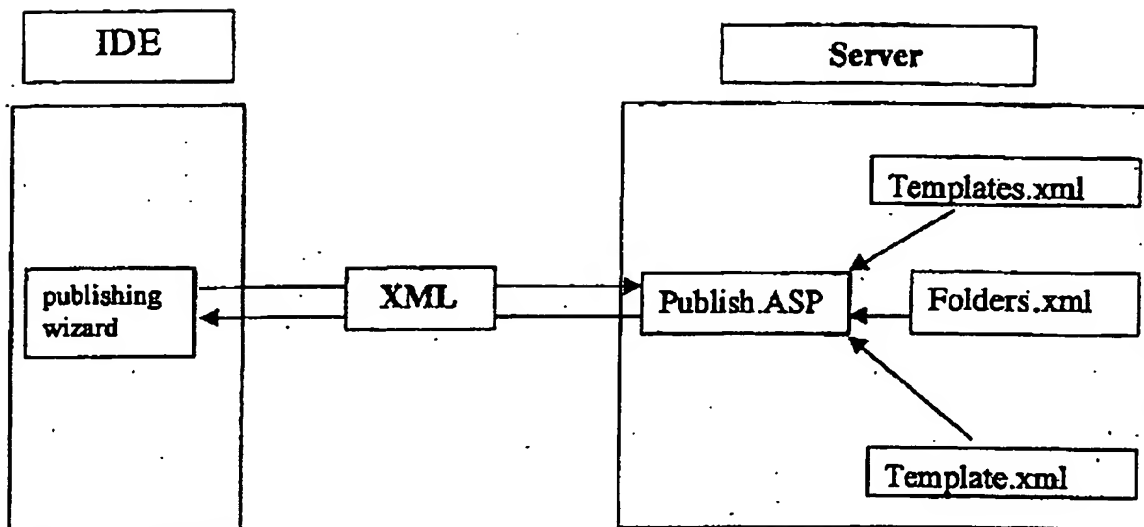 IDE
Server
Templates.xml
publishing
wizard
XML
Publish.ASP
Folders.xml
Template.xml